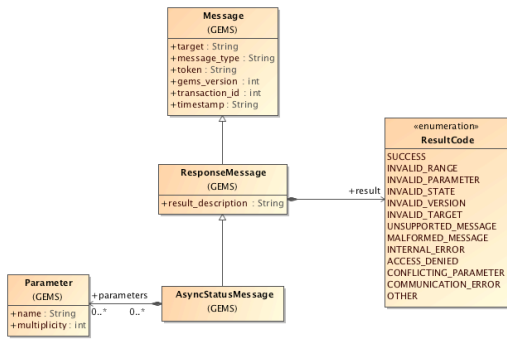 Message
(GEMS)
+target : String
+message_type : String
+token : String
+gems_version : int
+transaction_id : int
+timestamp : String
«enumeration»
ResultCode
SUCCESS
INVALID_RANGE
INVALID_PARAMETER
INVALID_STATE
INVALID_VERSION
INVALID_TARGET
UNSUPPORTED_MESSAGE
MALFORMED_MESSAGE
INTERNAL_ERROR
ACCESS_DENIED
CONFLICTING_PARAMETER
COMMUNICATION_ERROR
OTHER
ResponseMessage
(GEMS)
+result_description : String
+result
Parameter
(GEMS)
+name : String
+multiplicity : int
+parameters
0..*
0..*
AsyncStatusMessage
(GEMS)